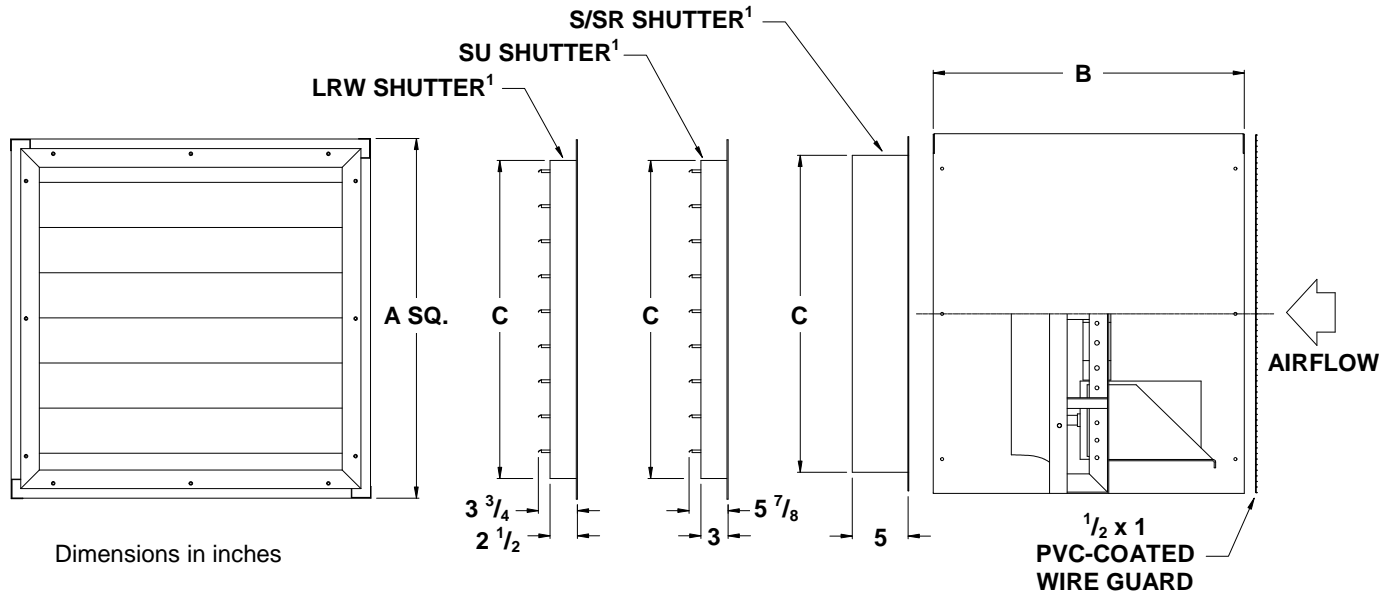 S/SR SHUTTER¹
SU SHUTTER¹
LRW SHUTTER¹
B
A SQ.
C
C
C
AIRFLOW
3 3/4
2 1/2
5 7/8
3
5
1/2 x 1
PVC-COATED
WIRE GUARD
Dimensions in inches